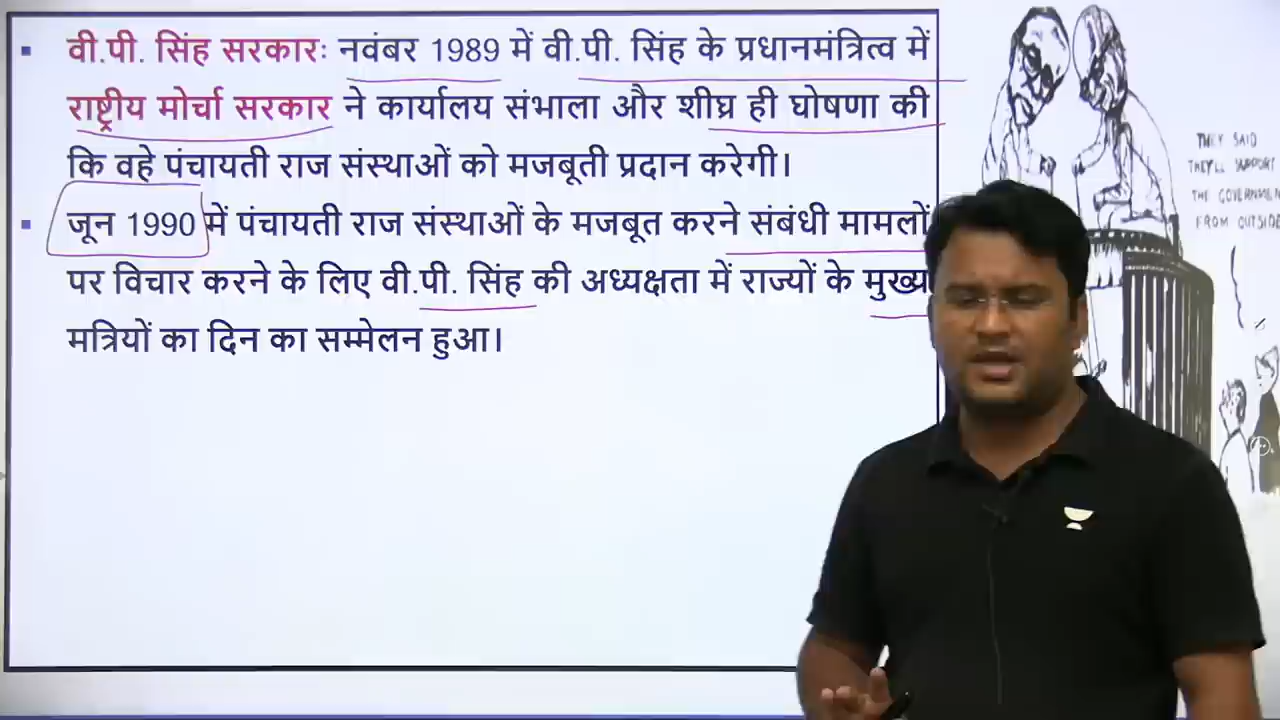 ▪ वी.पी. सिंह सरकारः नवंबर 1989 में वी.पी. सिंह के प्रधानमंत्रित्व में
राष्ट्रीय मोर्चा सरकार ने कार्यालय संभाला और शीघ्र ही घोषणा की
कि वहे पंचायती राज संस्थाओं को मजबूती प्रदान करेगी।
▪ जून 1990 में पंचायती राज संस्थाओं के मजबूत करने संबंधी मामलों
पर विचार करने के लिए वी.पी. सिंह की अध्यक्षता में राज्यों के मुख्य
मत्रियों का दिन का सम्मेलन हुआ।
THEY SAID
THEY'LL SUPPORT
THE GOVERNMEN
FROM OUTSIDE